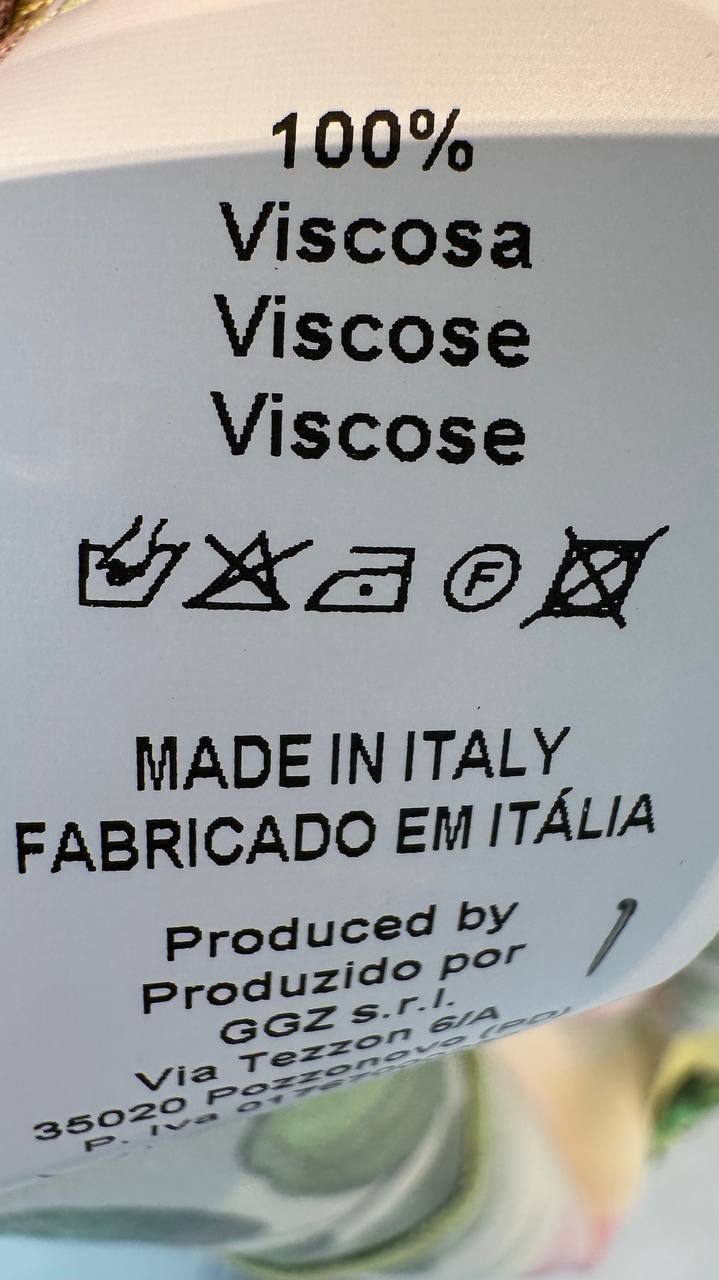 100%
Viscosa
Viscose
Viscose
F
MADE IN ITALY
FABRICADO EM ITÁLIA
Produced by
Produzido por
GGZ s.r.l.
Via Tezzon 6/A
35020 Pozzonovo (PD)
P. Iva